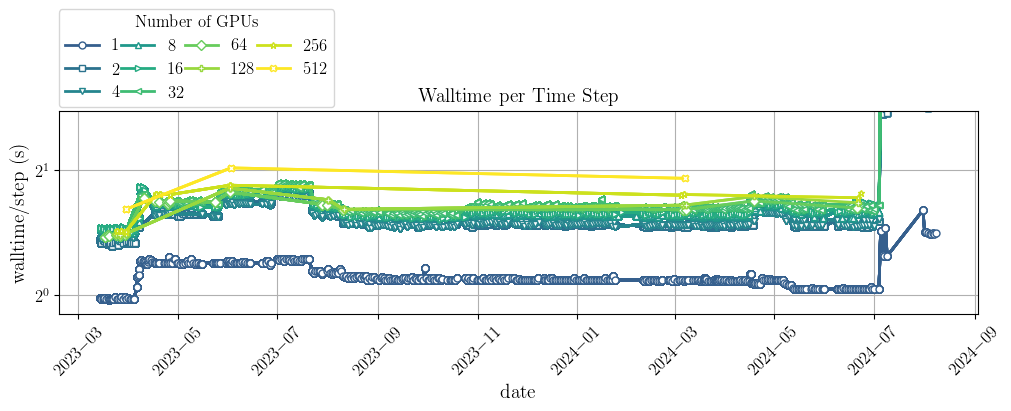 Number of GPUs
1 8 64 256
2 16 128 512
4 32
Walltime per Time Step
walltime/step (s)
2^1
2^0
2023−03 2023−05 2023−07 2023−09 2023−11 2024−01 2024−03 2024−05 2024−07 2024−09
date